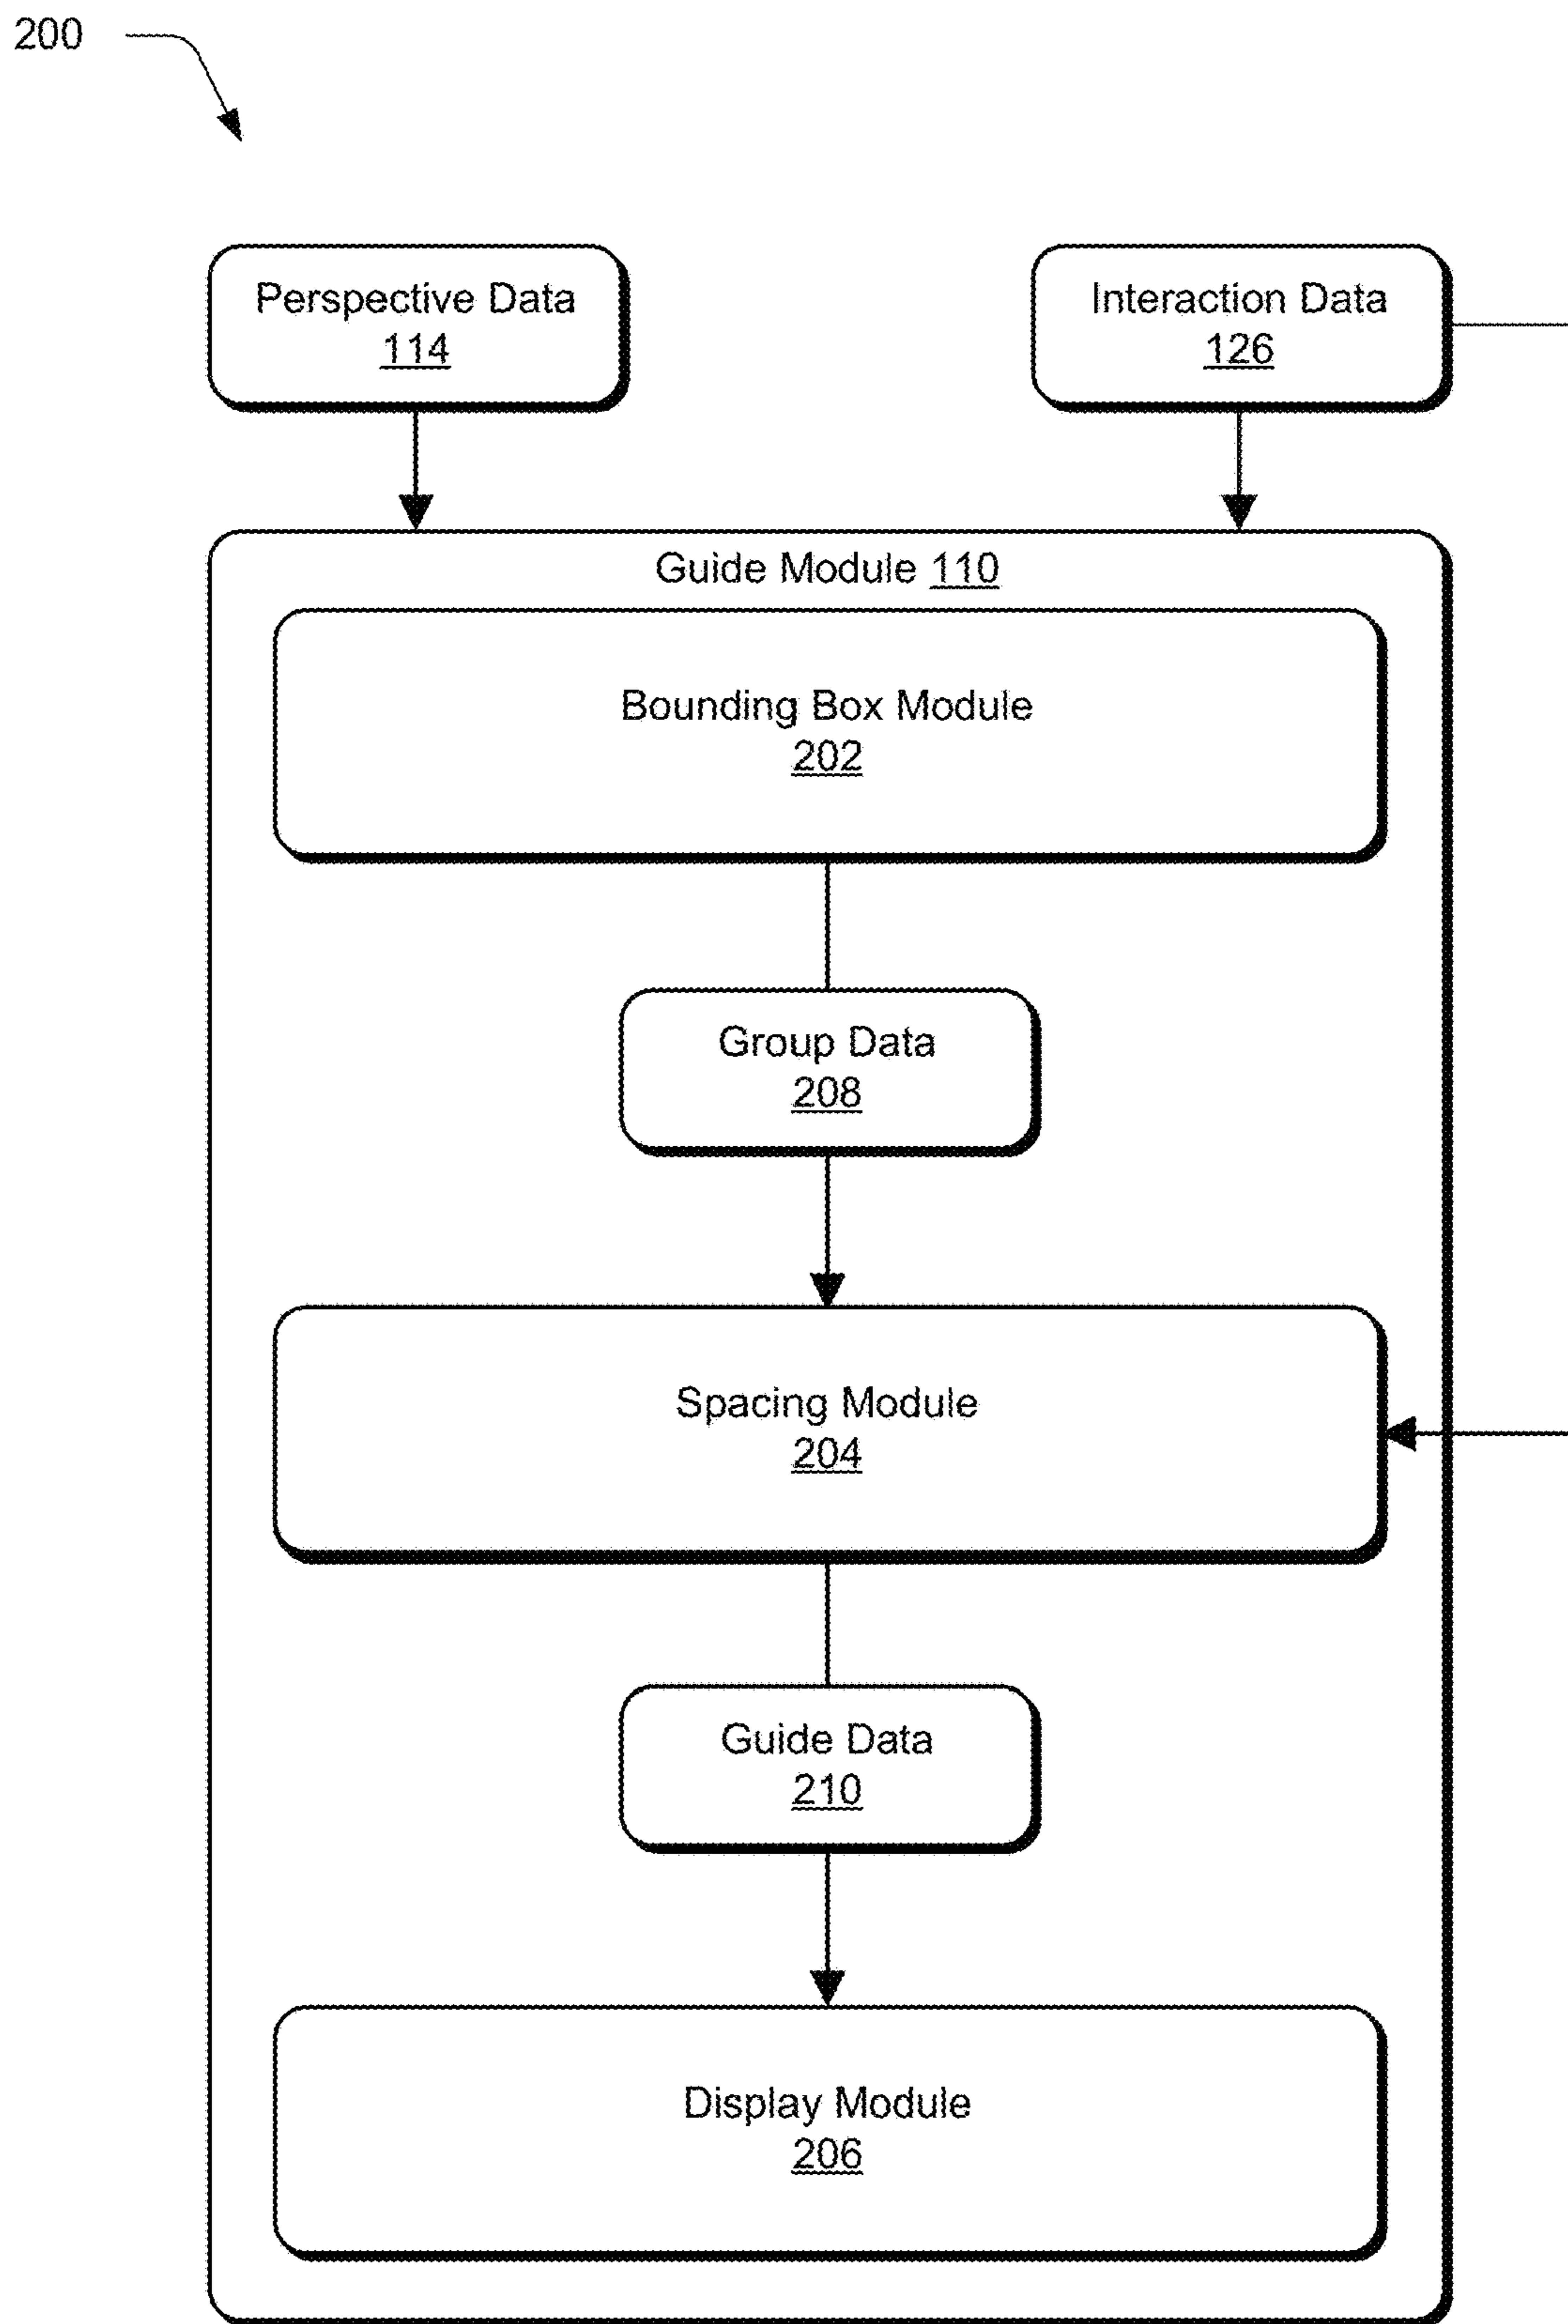 200
Perspective Data
114
Interaction Data
126
Guide Module 110
Bounding Box Module
202
Group Data
208
Spacing Module
204
Guide Data
210
Display Module
206